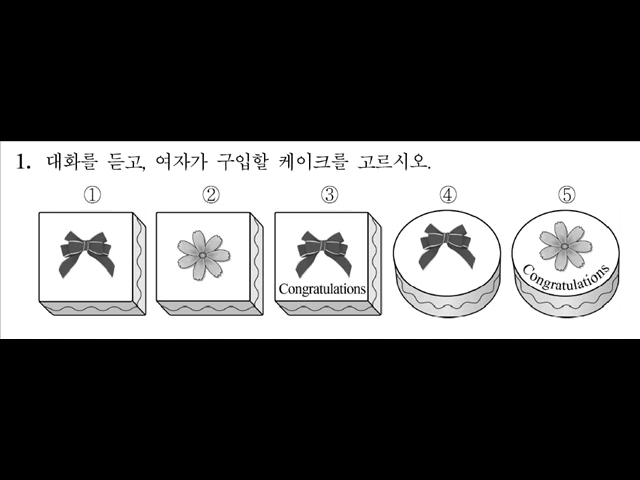 1. 대화를 듣고, 여자가 구입할 케이크를 고르시오.
① ② ③ ④ ⑤
Congratulations Congratulations